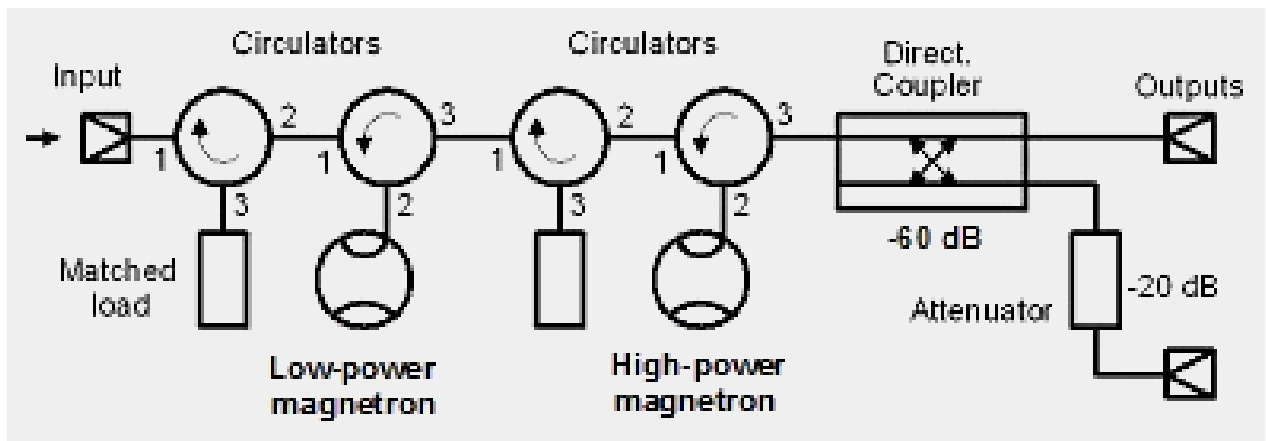 Circulators
Circulators
Input
Direct.
Coupler
Outputs
1
2
1
3
1
2
1
3
3
2
3
2
-60 dB
Matched
load
Attenuator
-20 dB
Low-power
magnetron
High-power
magnetron